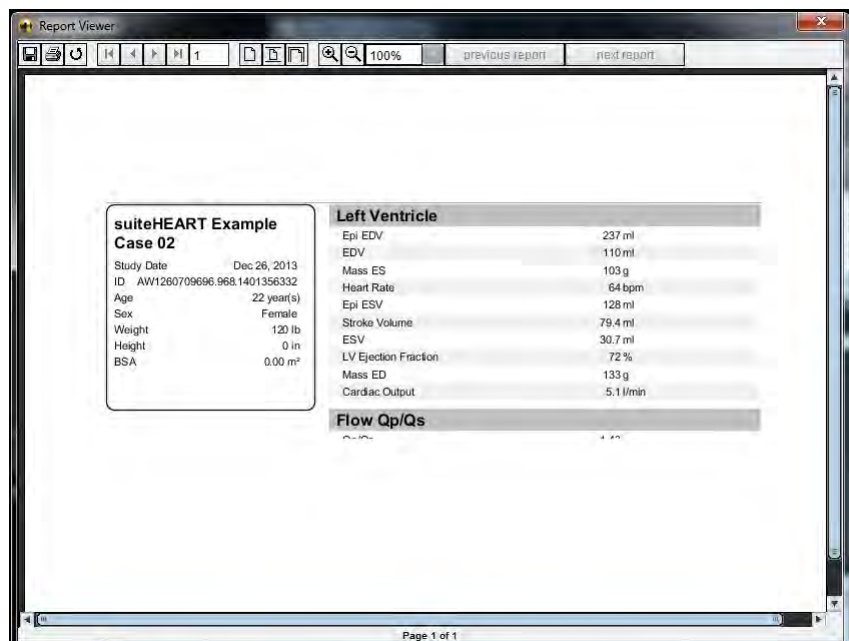 Report Viewer
1 100% previous report next report
suiteHEART Example
Case 02
Study Date Dec 26, 2013
ID AW1260709696.968.1401356332
Age 22 year(s)
Sex Female
Weight 120 lb
Height 0 in
BSA 0.00 m²
Left Ventricle
Epi EDV 237 ml
EDV 110 ml
Mass ES 103 g
Heart Rate 64 bpm
Epi ESV 128 ml
Stroke Volume 79.4 ml
ESV 30.7 ml
LV Ejection Fraction 72 %
Mass ED 133 g
Cardiac Output 5.1 l/min
Flow Qp/Qs
Page 1 of 1